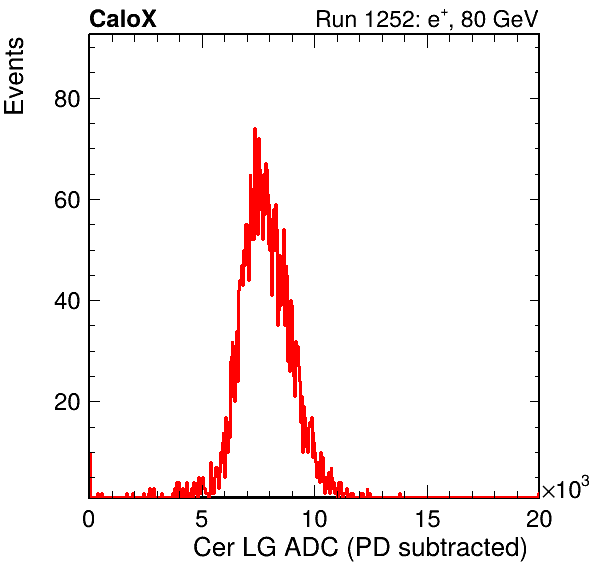 CaloX Run 1252: e⁺, 80 GeV
Events
80
60
40
20
0 5 10 15 20
×10³
Cer LG ADC (PD subtracted)